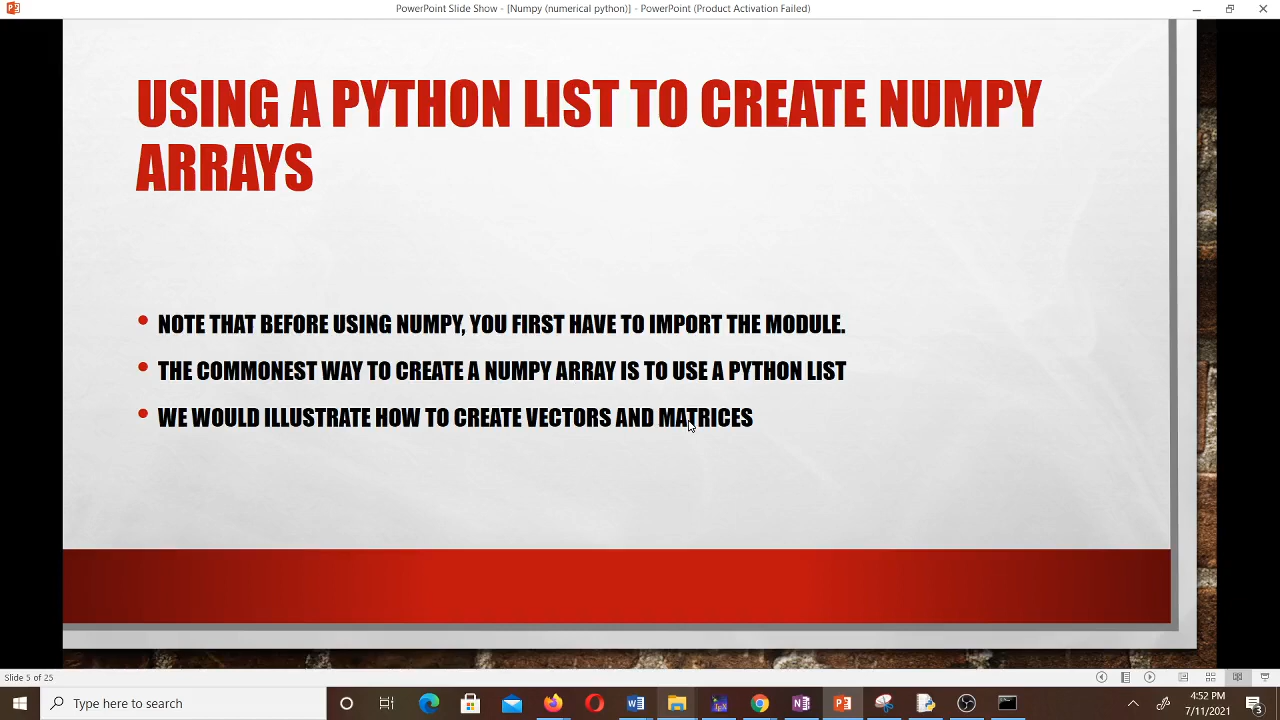 PowerPoint Slide Show - [Numpy (numerical python)] - PowerPoint (Product Activation Failed)
USING A PYTHON LIST TO CREATE NUMPY
ARRAYS
• NOTE THAT BEFORE USING NUMPY, YOU FIRST HAVE TO IMPORT THE MODULE.
• THE COMMONEST WAY TO CREATE A NUMPY ARRAY IS TO USE A PYTHON LIST
• WE WOULD ILLUSTRATE HOW TO CREATE VECTORS AND MATRICES
Slide 5 of 25
Type here to search
4:52 PM
7/11/2021
3